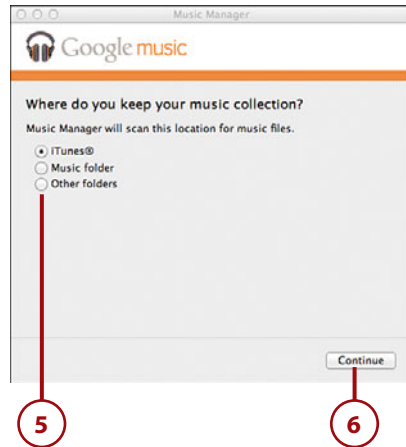 Music Manager
Google music
Where do you keep your music collection?
Music Manager will scan this location for music files.
iTunes®
Music folder
Other folders
Continue
5
6